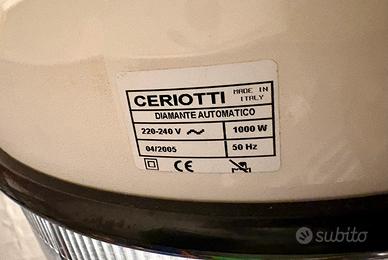 CERIOTTI MADE IN ITALY
DIAMANTE AUTOMATICO
220-240 V 1000 W
04/2005 50 Hz
CE
subito